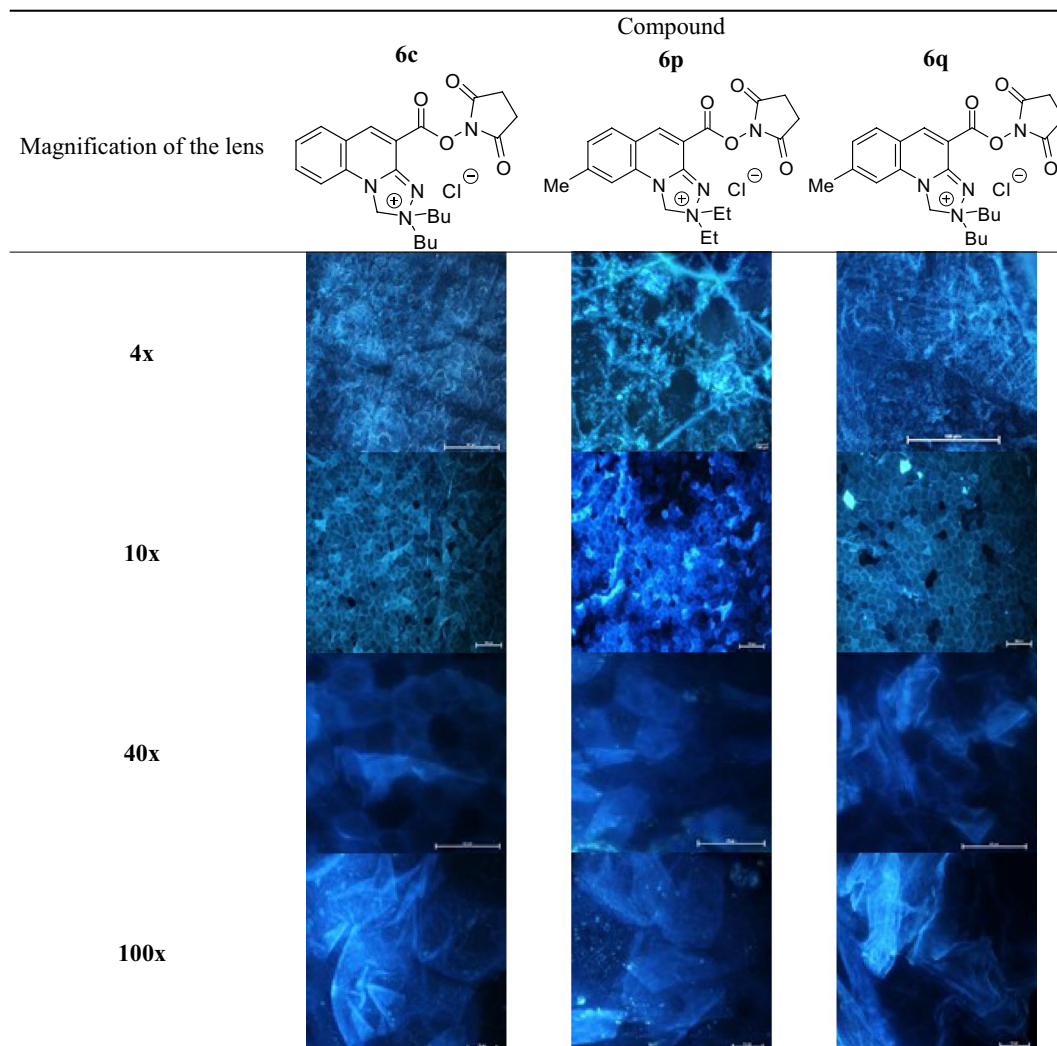 Compound
6c 6p 6q
Magnification of the lens
O O O
O N O N O N
O O O
O O O
N N Cl ⊖ Me N N Cl ⊖ Me N N Cl ⊖
⊕ N Bu ⊕ N Et ⊕ N Bu
Bu Et Bu
4x
10x
40x
100x